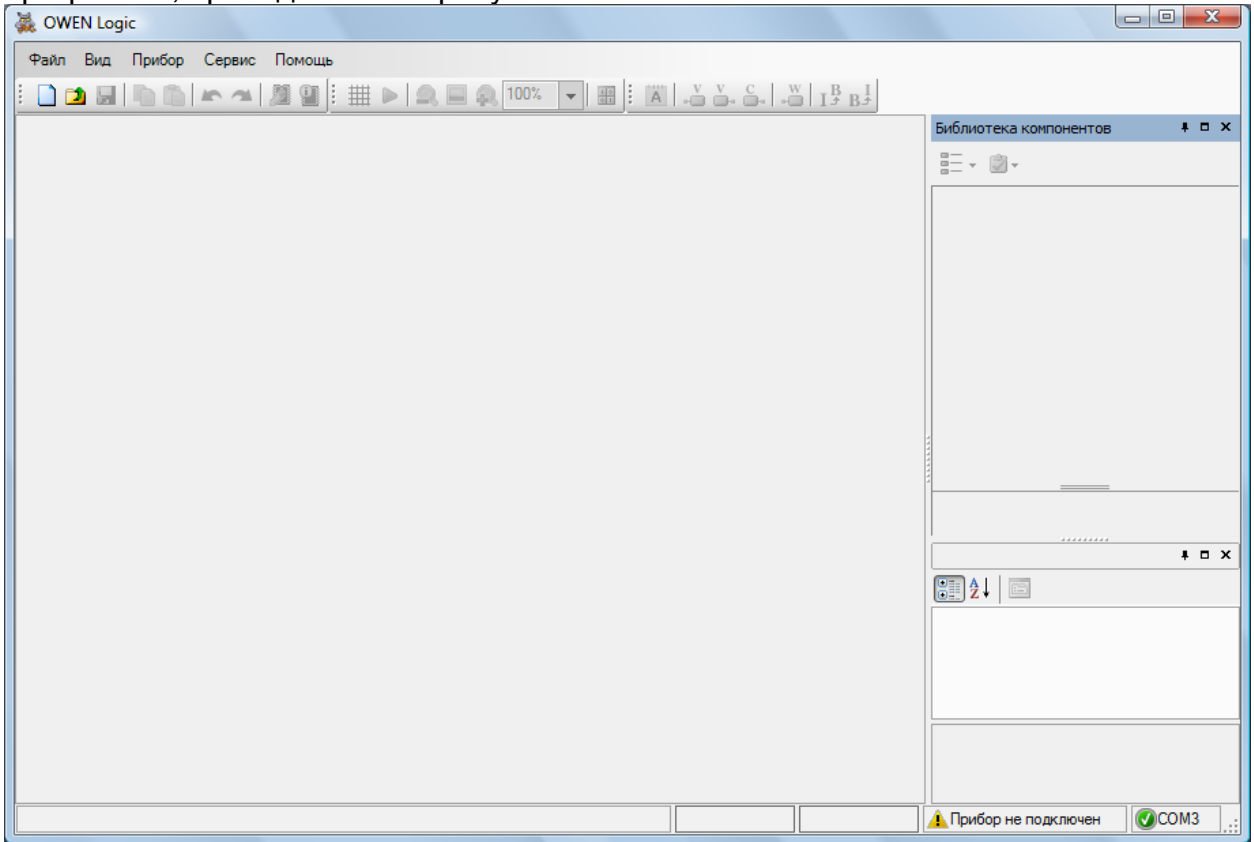 OWEN Logic
Файл Вид Прибор Сервис Помощь
100% A V V C W I B B I
Библиотека компонентов
A Z
Прибор не подключен COM3